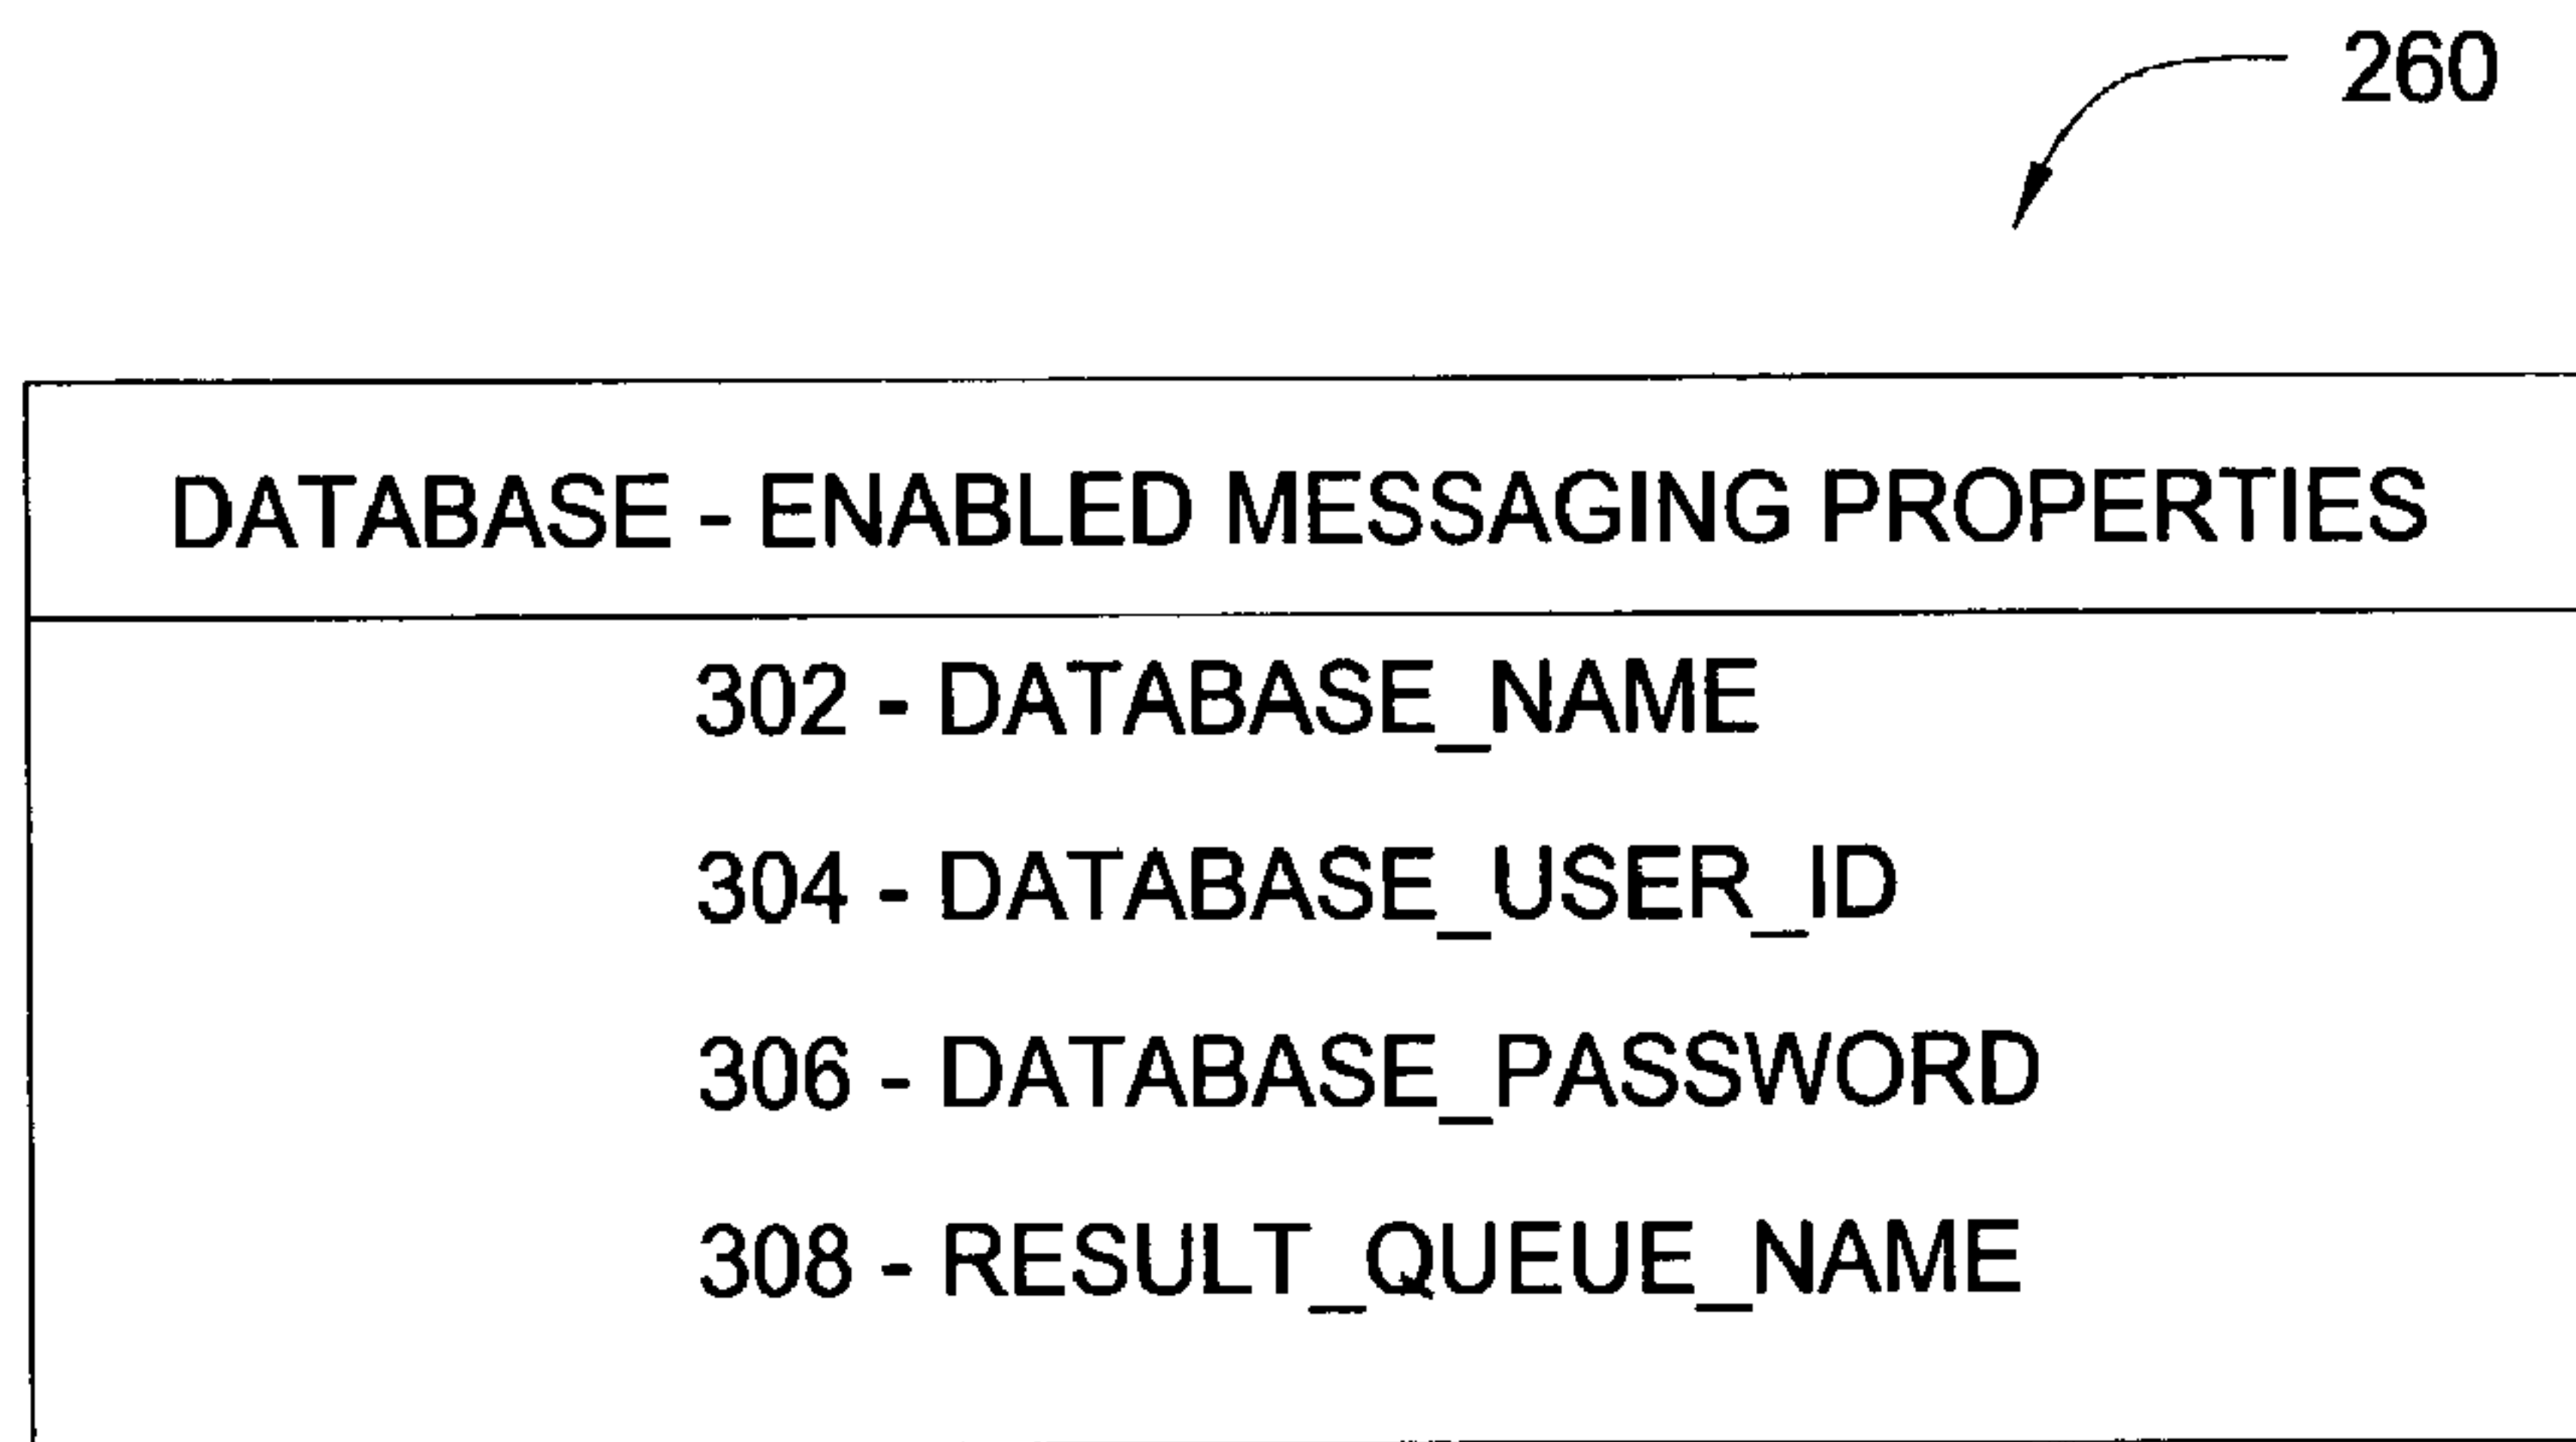 260
DATABASE - ENABLED MESSAGING PROPERTIES
302 - DATABASE_NAME
304 - DATABASE_USER_ID
306 - DATABASE_PASSWORD
308 - RESULT_QUEUE_NAME